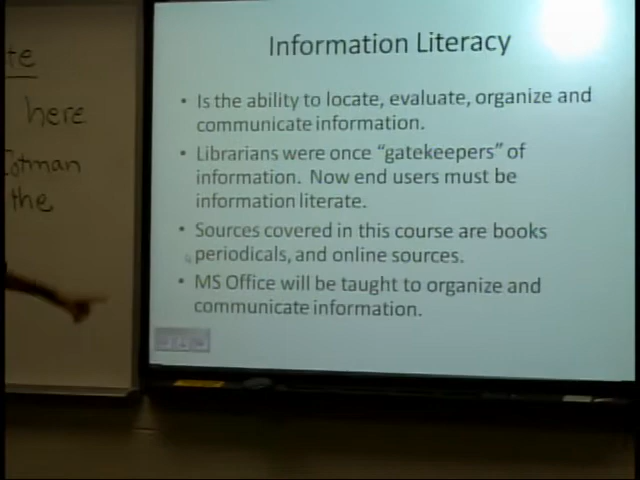 te
here
otman
the
Information Literacy
• Is the ability to locate, evaluate, organize and
communicate information.
• Librarians were once "gatekeepers" of
information. Now end users must be
information literate.
• Sources covered in this course are books
periodicals, and online sources.
• MS Office will be taught to organize and
communicate information.